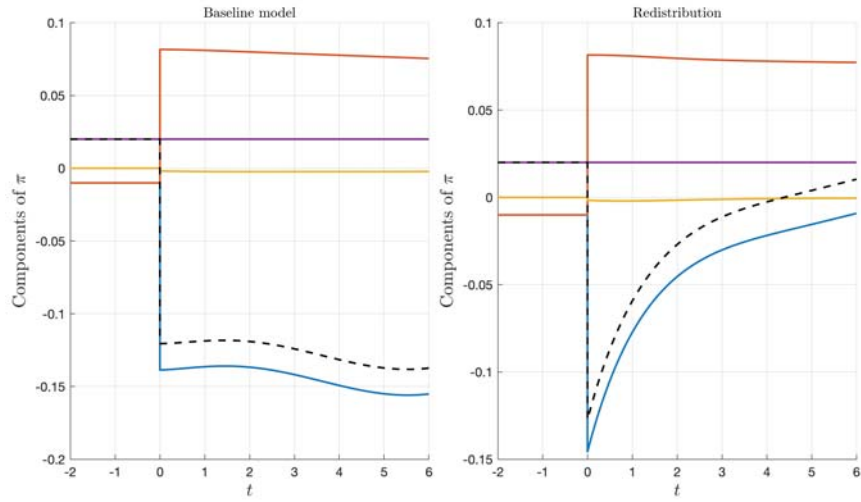 Baseline model
Components of π
0.1
0.05
0
-0.05
-0.1
-0.15
-0.2
-2 -1 0 1 2 3 4 5 6
t
Redistribution
Components of π
0.1
0.05
0
-0.05
-0.1
-0.15
-2 -1 0 1 2 3 4 5 6
t